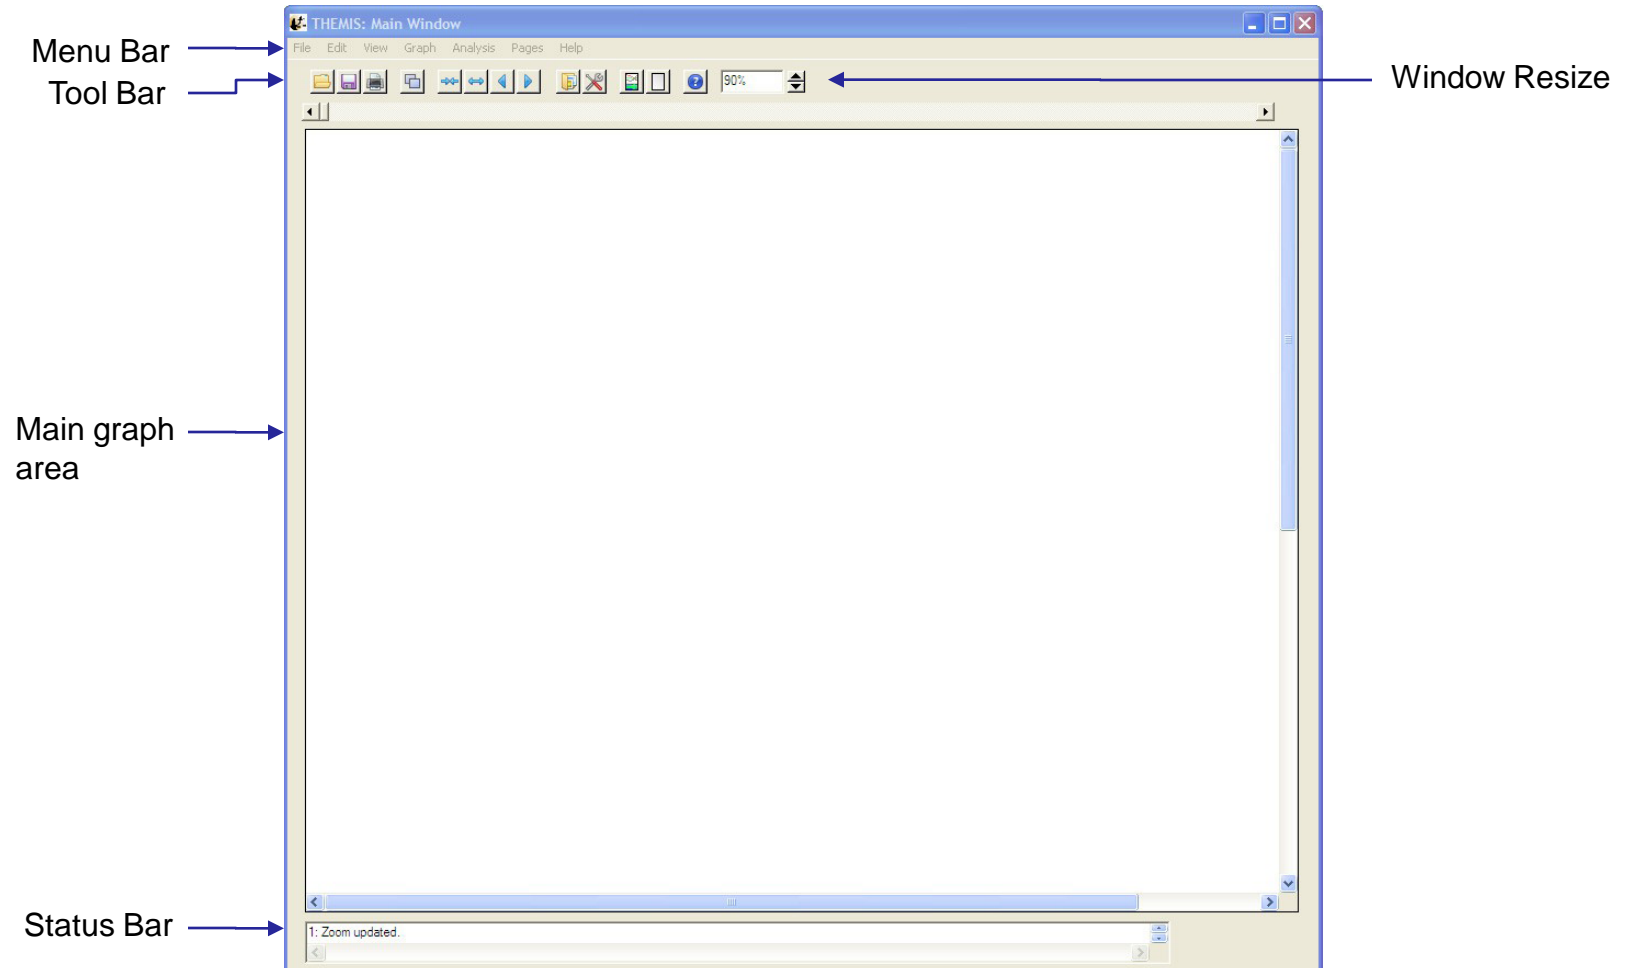 THEMIS: Main Window
Menu Bar
File Edit View Graph Analysis Pages Help
Tool Bar
90%
Window Resize
Main graph
area
Status Bar
1: Zoom updated.